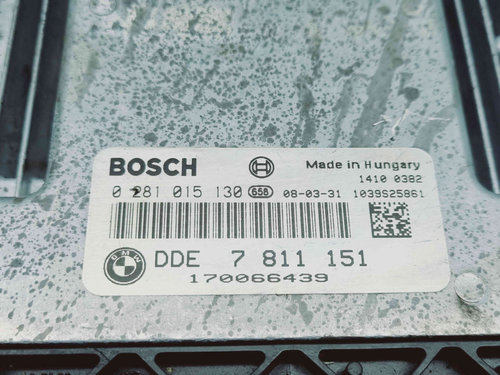 BOSCH
Made in Hungary
1410 0382
0 281 015 130 658 08-03-31 1039S25861
BMW DDE 7 811 151
170066439